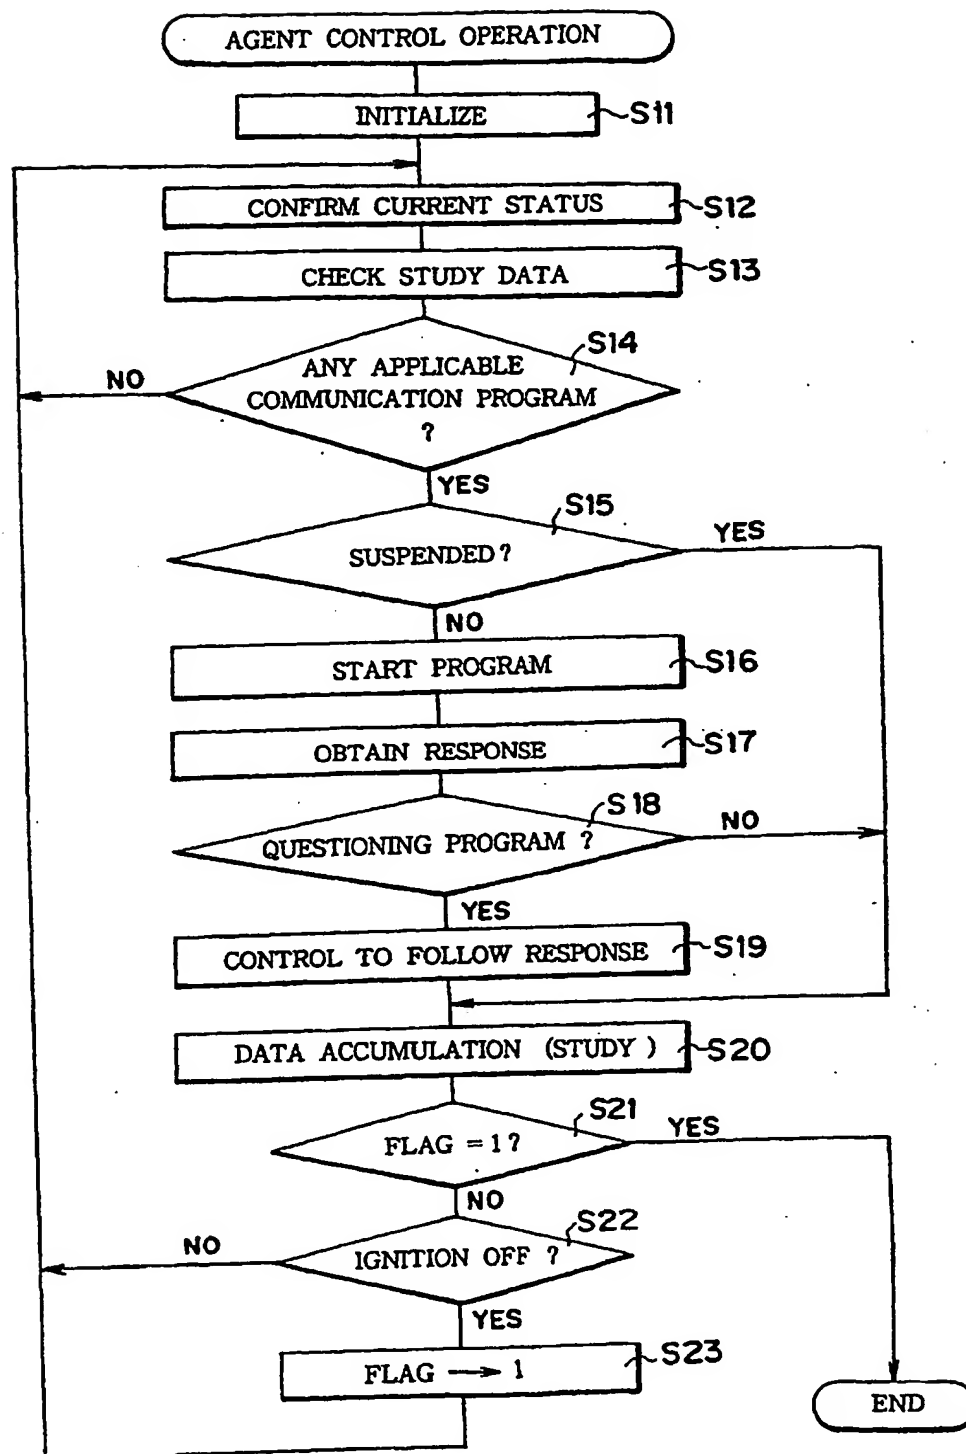 AGENT CONTROL OPERATION
INITIALIZE
S11
CONFIRM CURRENT STATUS
S12
CHECK STUDY DATA
S13
S14
ANY APPLICABLE
NO
COMMUNICATION PROGRAM
?
YES
S15
YES
SUSPENDED?
NO
START PROGRAM
S16
OBTAIN RESPONSE
S17
S18
NO
QUESTIONING PROGRAM ?
YES
CONTROL TO FOLLOW RESPONSE
S19
DATA ACCUMULATION (STUDY)
S20
S21
YES
FLAG = 1?
NO
S22
NO
IGNITION OFF ?
YES
FLAG → 1
S23
END